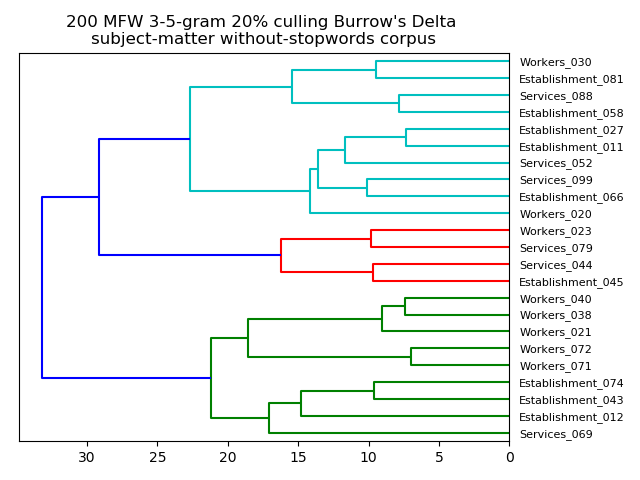 200 MFW 3-5-gram 20% culling Burrow's Delta
subject-matter without-stopwords corpus
Workers_030
Establishment_081
Services_088
Establishment_058
Establishment_027
Establishment_011
Services_052
Services_099
Establishment_066
Workers_020
Workers_023
Services_079
Services_044
Establishment_045
Workers_040
Workers_038
Workers_021
Workers_072
Workers_071
Establishment_074
Establishment_043
Establishment_012
Services_069
30 25 20 15 10 5 0